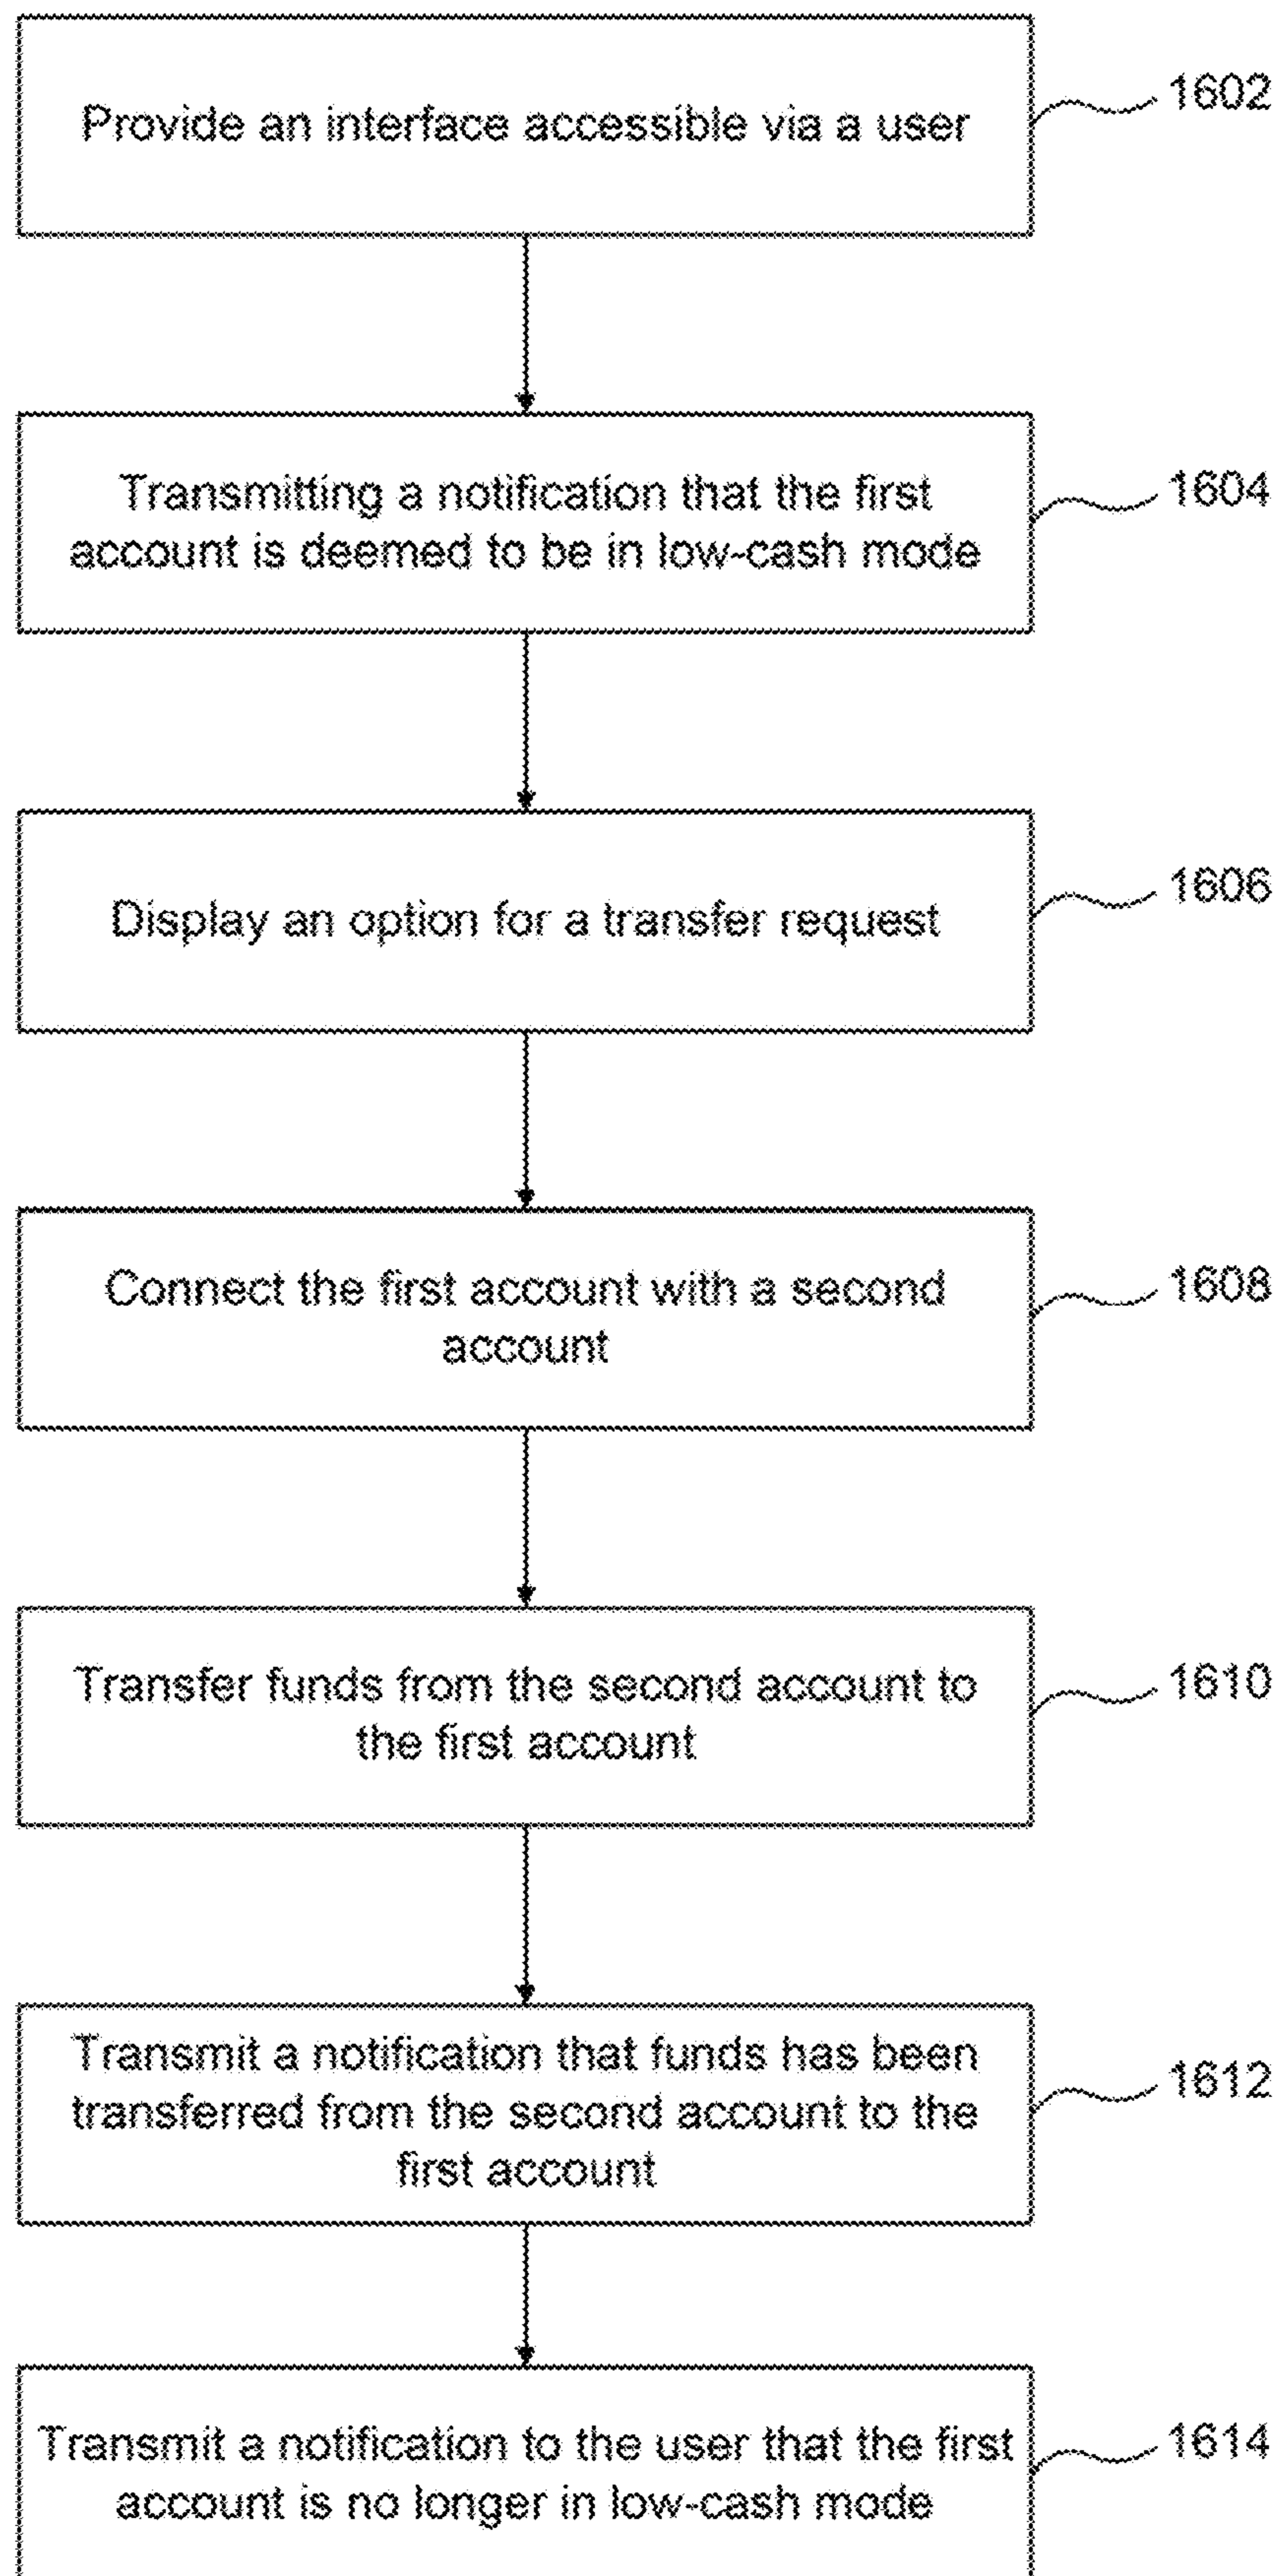 Provide an interface accessible via a user
1602
Transmitting a notification that the first
account is deemed to be in low-cash mode
1604
Display an option for a transfer request
1606
Connect the first account with a second
account
1608
Transfer funds from the second account to
the first account
1610
Transmit a notification that funds has been
transferred from the second account to the
first account
1612
Transmit a notification to the user that the first
account is no longer in low-cash mode
1614